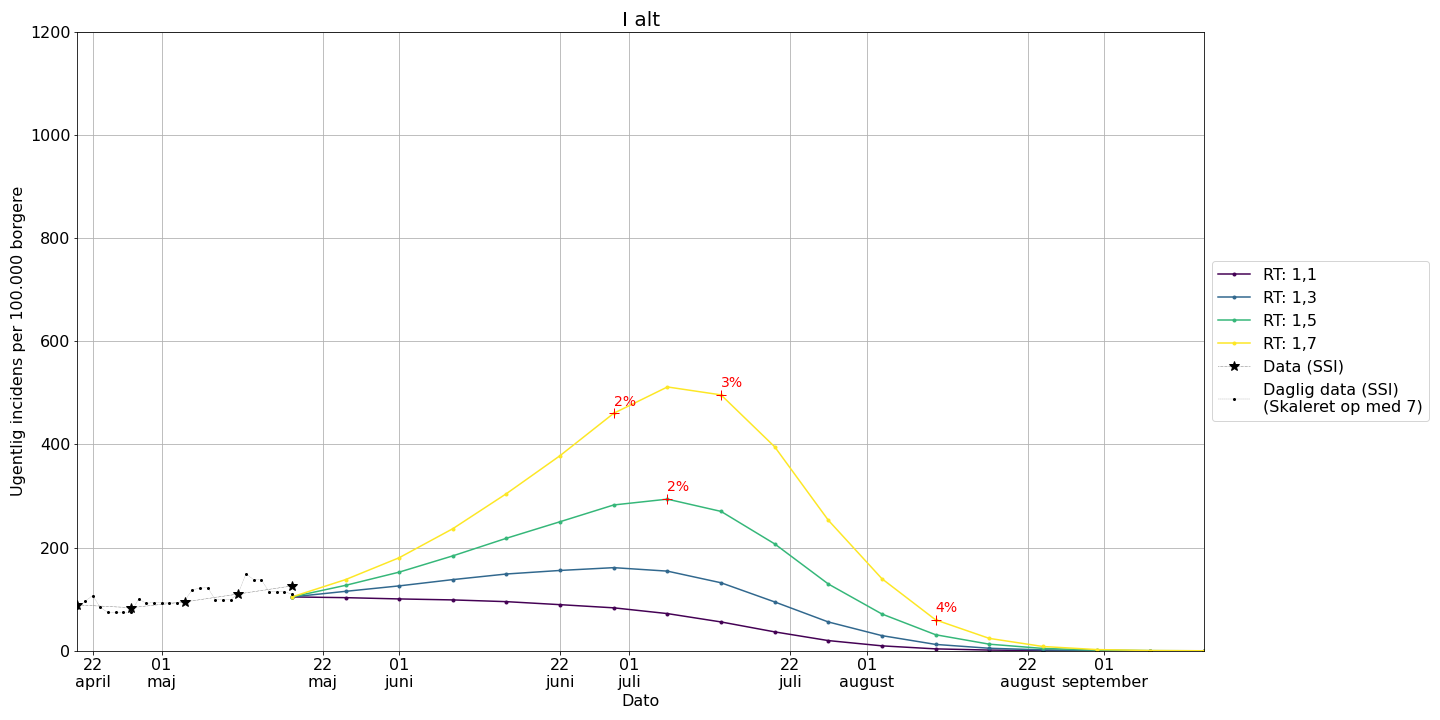 I alt
1200
1000
800
600
400
200
0
Ugentlig incidens per 100.000 borgere
2%
3%
2%
4%
22 01 22 01 22 01 22 01 22 01
april maj maj juni juni juli juli august august september
Dato
RT: 1,1
RT: 1,3
RT: 1,5
RT: 1,7
Data (SSI)
Daglig data (SSI)
(Skaleret op med 7)